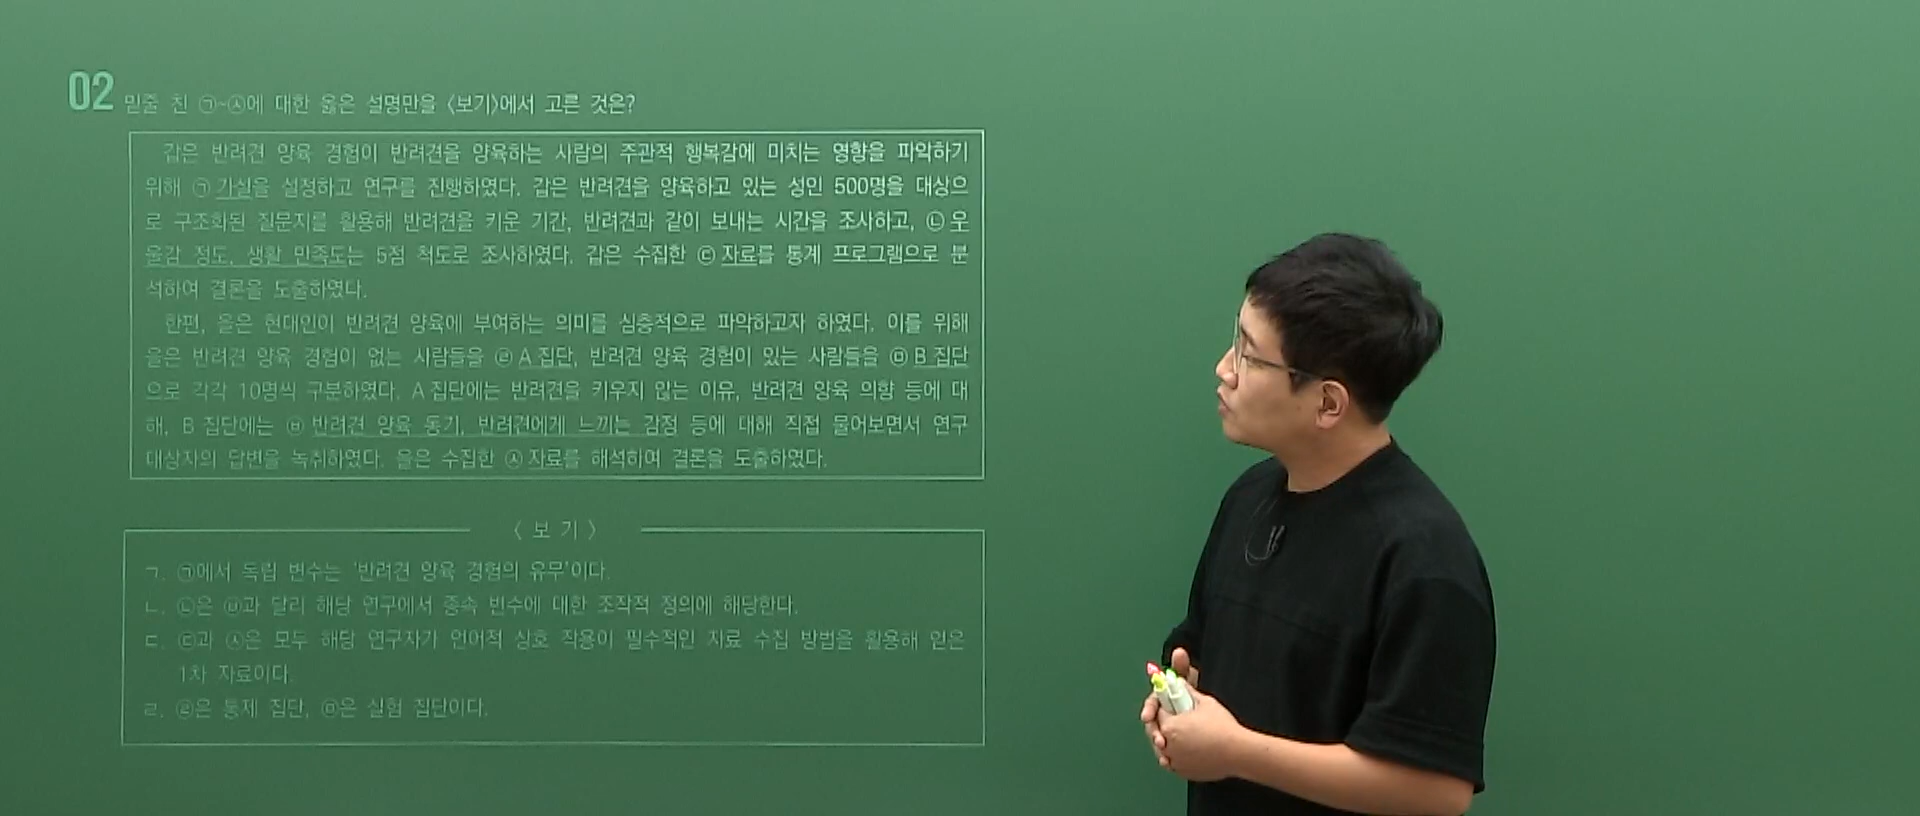 02 밑줄 친 ㉠~㉦에 대한 옳은 설명만을 <보기>에서 고른 것은?
갑은 반려견 양육 경험이 반려견을 양육하는 사람의 주관적 행복감에 미치는 영향을 파악하기
위해 ㉠ 가설을 설정하고 연구를 진행하였다. 갑은 반려견을 양육하고 있는 성인 500명을 대상으
로 구조화된 질문지를 활용해 반려견을 키운 기간, 반려견과 같이 보내는 시간을 조사하고, ㉡ 우
울감 정도, 생활 만족도는 5점 척도로 조사하였다. 갑은 수집한 ㉢ 자료를 통계 프로그램으로 분
석하여 결론을 도출하였다.
한편, 을은 현대인이 반려견 양육에 부여하는 의미를 심층적으로 파악하고자 하였다. 이를 위해
을은 반려견 양육 경험이 없는 사람들을 ㉣ A 집단, 반려견 양육 경험이 있는 사람들을 ㉤ B 집단
으로 각각 10명씩 구분하였다. A 집단에는 반려견을 키우지 않는 이유, 반려견 양육 의향 등에 대
해, B 집단에는 ㉥ 반려견 양육 동기, 반려견에게 느끼는 감정 등에 대해 직접 물어보면서 연구
대상자의 답변을 녹취하였다. 을은 수집한 ㉦ 자료를 해석하여 결론을 도출하였다.
<보기>
ㄱ. ㉠에서 독립 변수는 '반려견 양육 경험의 유무'이다.
ㄴ. ㉡은 ㉥과 달리 해당 연구에서 종속 변수에 대한 조작적 정의에 해당한다.
ㄷ. ㉢과 ㉦은 모두 해당 연구자가 언어적 상호 작용이 필수적인 자료 수집 방법을 활용해 얻은
1차 자료이다.
ㄹ. ㉣은 통제 집단, ㉤은 실험 집단이다.